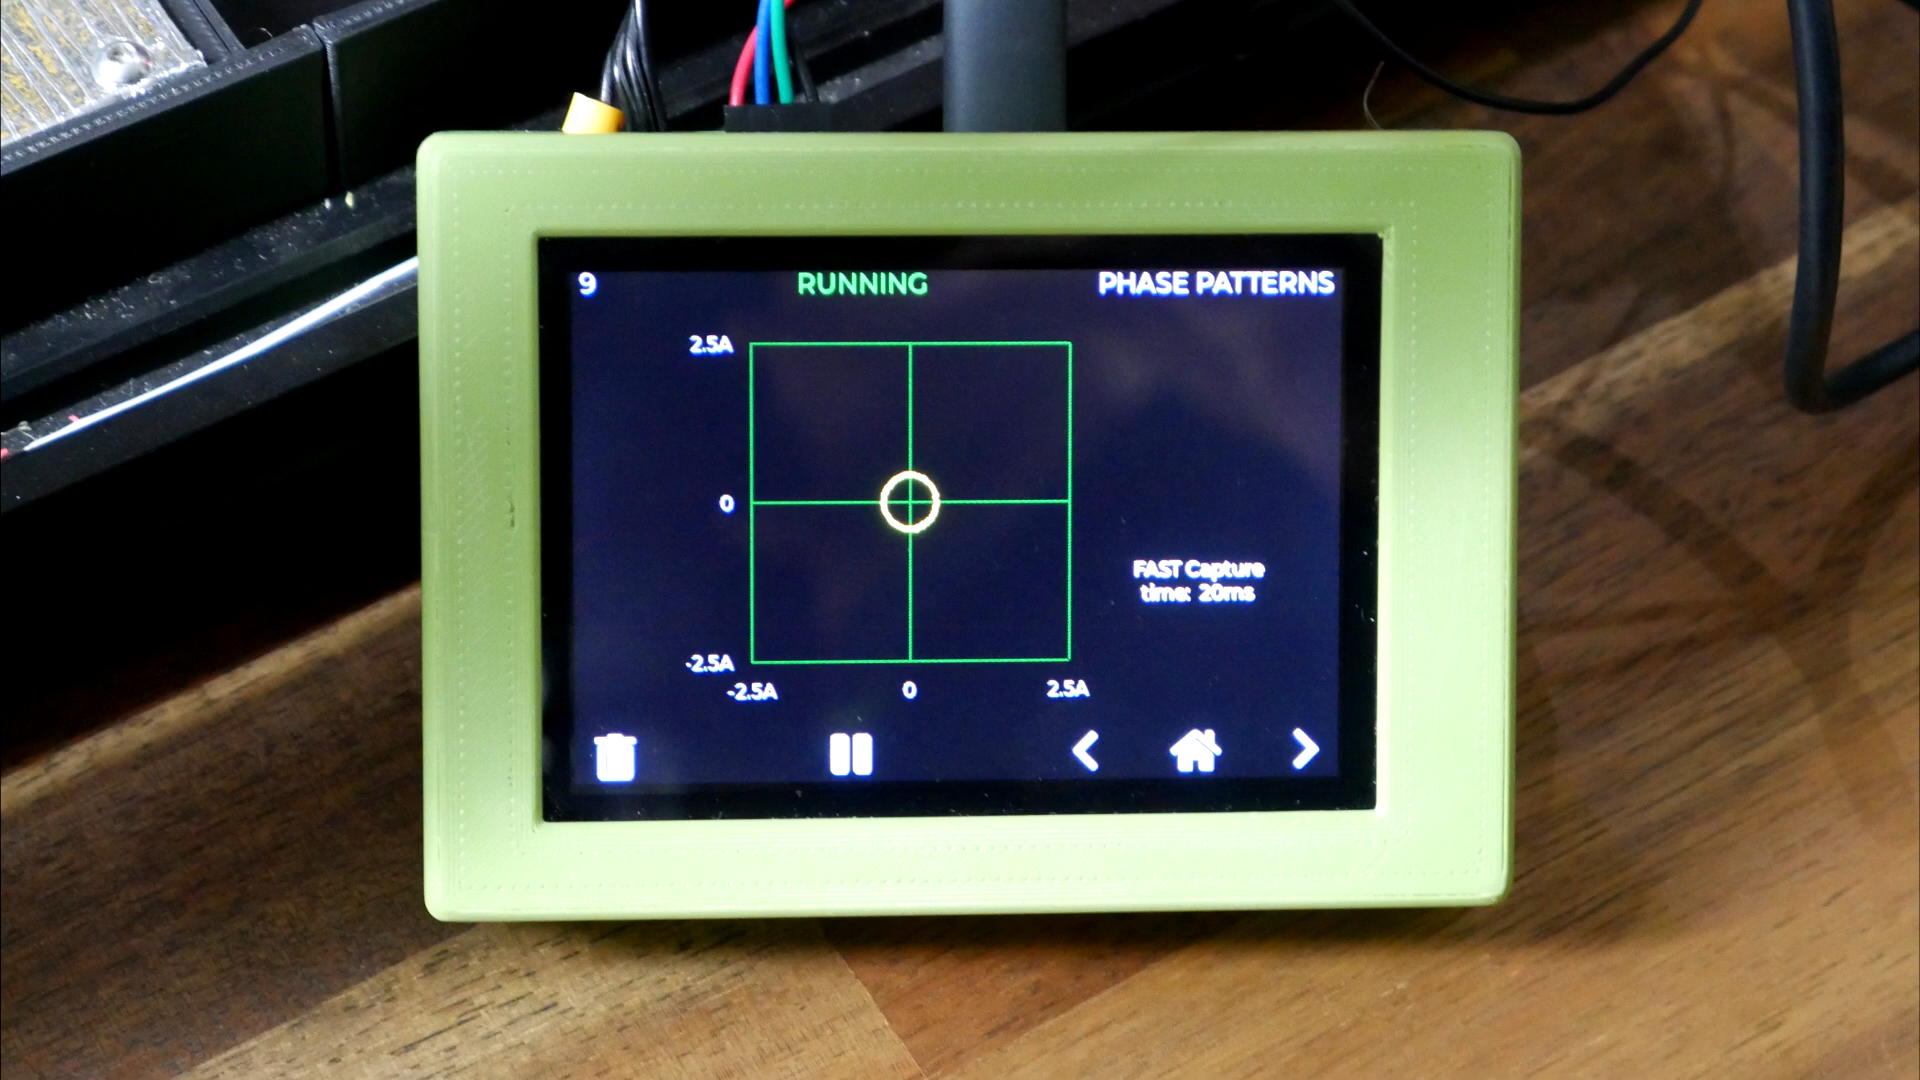 9
RUNNING
PHASE PATTERNS
2.5A
0
-2.5A
-2.5A
0
2.5A
FAST Capture
time: 20ms